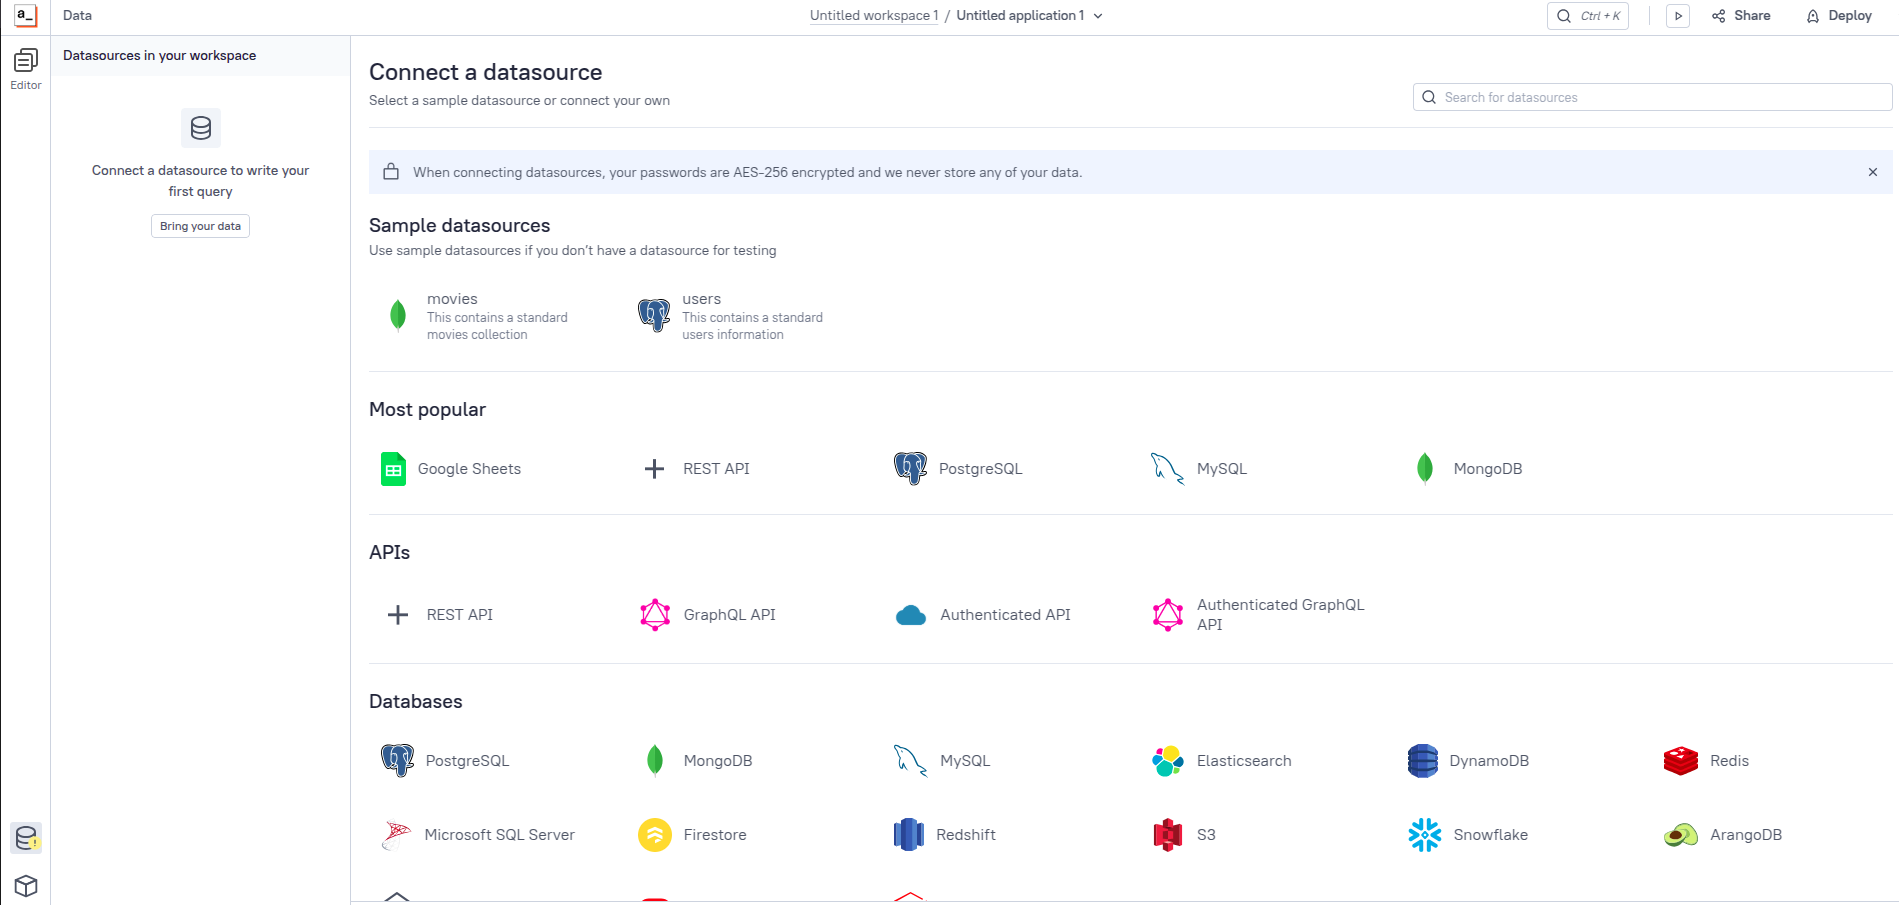 a_
Data
Untitled workspace 1 / Untitled application 1
Ctrl + K
Share
Deploy
Editor
Datasources in your workspace
Connect a datasource to write your
first query
Bring your data
Connect a datasource
Select a sample datasource or connect your own
Search for datasources
When connecting datasources, your passwords are AES-256 encrypted and we never store any of your data.
Sample datasources
Use sample datasources if you don't have a datasource for testing
movies
This contains a standard
movies collection
users
This contains a standard
users information
Most popular
Google Sheets
REST API
PostgreSQL
MySQL
MongoDB
APIs
REST API
GraphQL API
Authenticated API
Authenticated GraphQL
API
Databases
PostgreSQL
MongoDB
MySQL
Elasticsearch
DynamoDB
Redis
Microsoft SQL Server
Firestore
Redshift
S3
Snowflake
ArangoDB